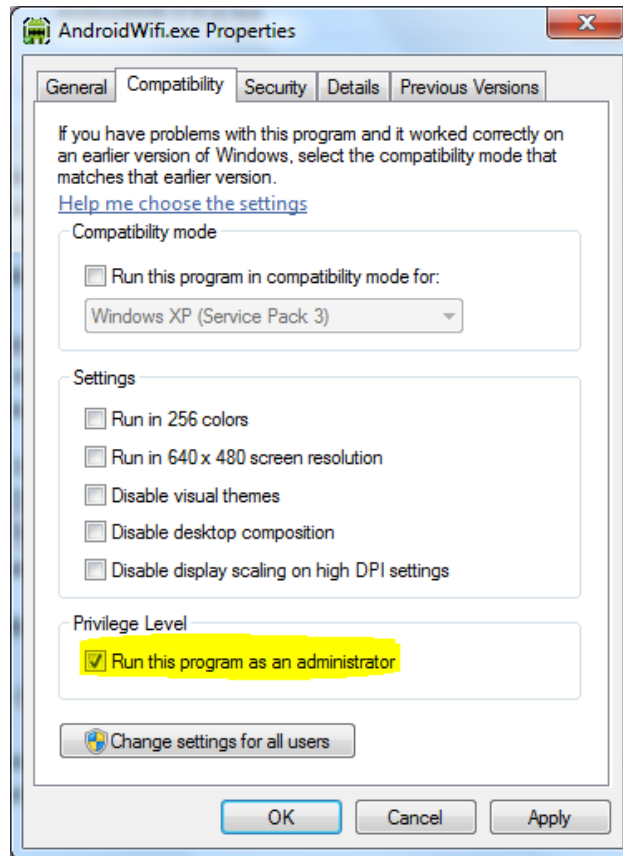 AndroidWifi.exe Properties
General Compatibility Security Details Previous Versions
If you have problems with this program and it worked correctly on
an earlier version of Windows, select the compatibility mode that
matches that earlier version.
Help me choose the settings
Compatibility mode
Run this program in compatibility mode for:
Windows XP (Service Pack 3)
Settings
Run in 256 colors
Run in 640 x 480 screen resolution
Disable visual themes
Disable desktop composition
Disable display scaling on high DPI settings
Privilege Level
Run this program as an administrator
Change settings for all users
OK Cancel Apply